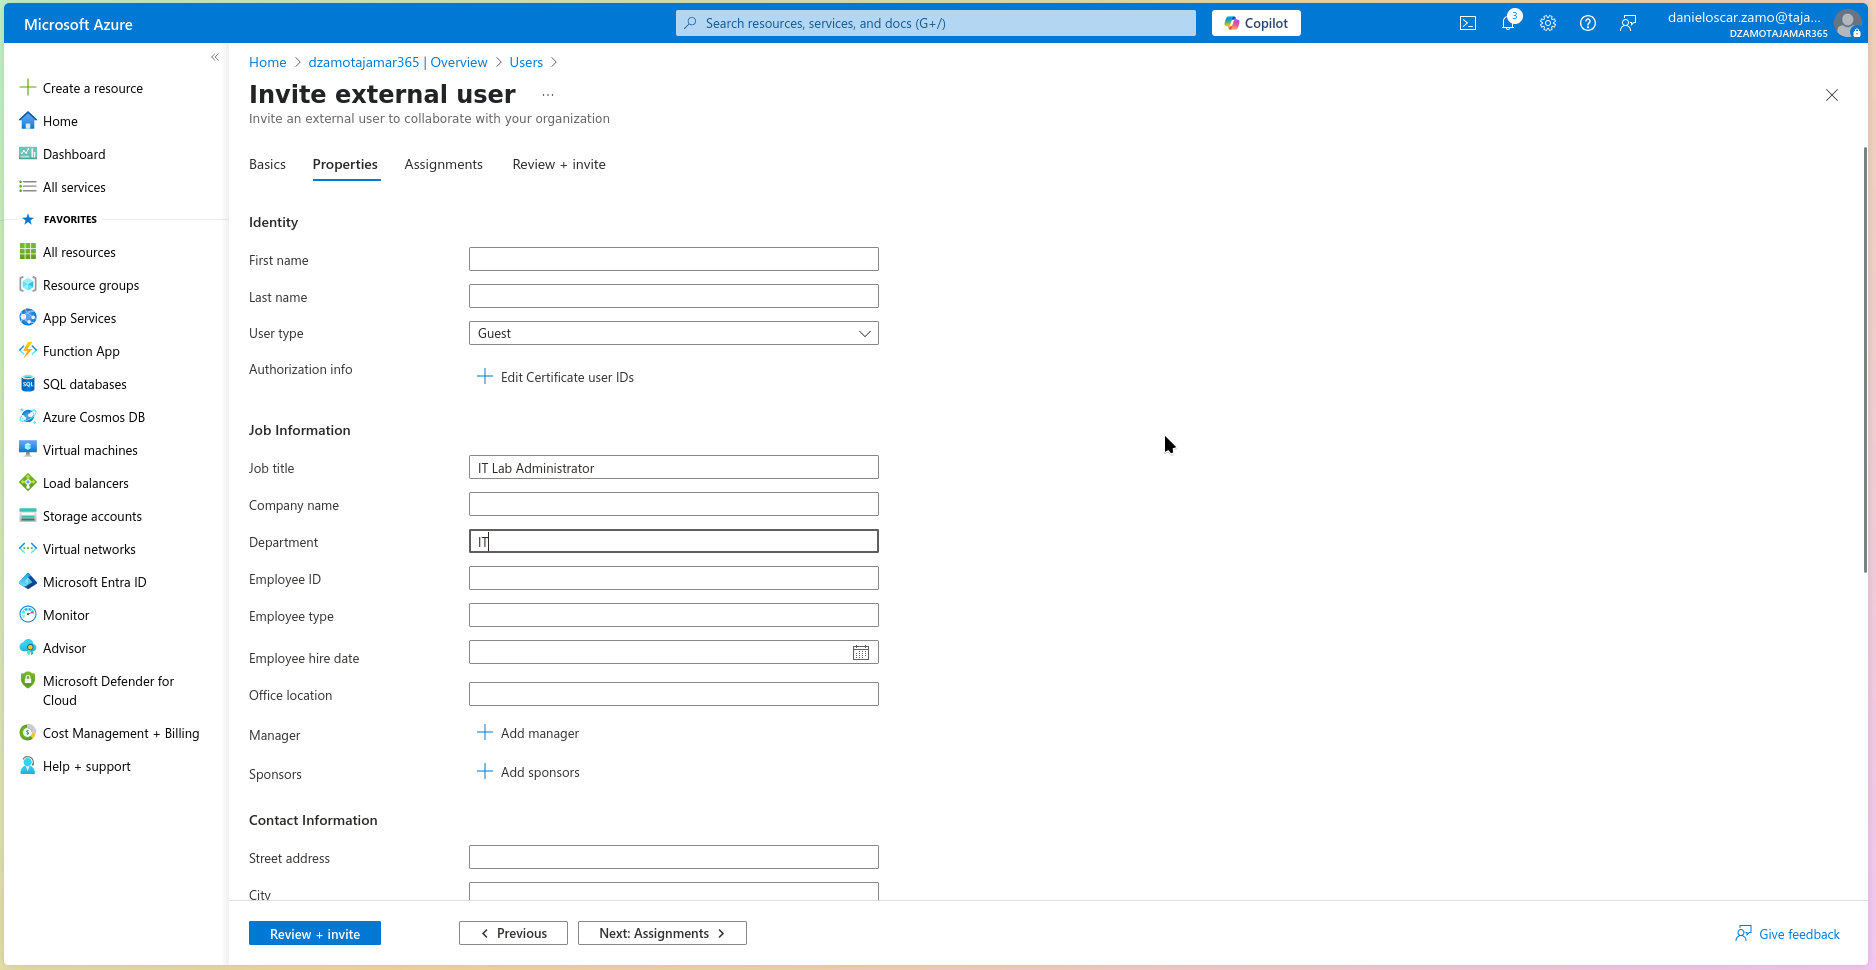 Microsoft Azure
Search resources, services, and docs (G+/)
Copilot
3
danieloscar.zamo@taja...
DZAMOTAJAMAR365
Create a resource
Home
Dashboard
All services
FAVORITES
All resources
Resource groups
App Services
Function App
SQL databases
Azure Cosmos DB
Virtual machines
Load balancers
Storage accounts
Virtual networks
Microsoft Entra ID
Monitor
Advisor
Microsoft Defender for
Cloud
Cost Management + Billing
Help + support
Home > dzamotajamar365 | Overview > Users >
Invite external user ...
Invite an external user to collaborate with your organization
Basics Properties Assignments Review + invite
Identity
First name
Last name
User type Guest
Authorization info Edit Certificate user IDs
Job Information
Job title IT Lab Administrator
Company name
Department IT
Employee ID
Employee type
Employee hire date
Office location
Manager Add manager
Sponsors Add sponsors
Contact Information
Street address
City
Review + invite < Previous Next: Assignments >
Give feedback